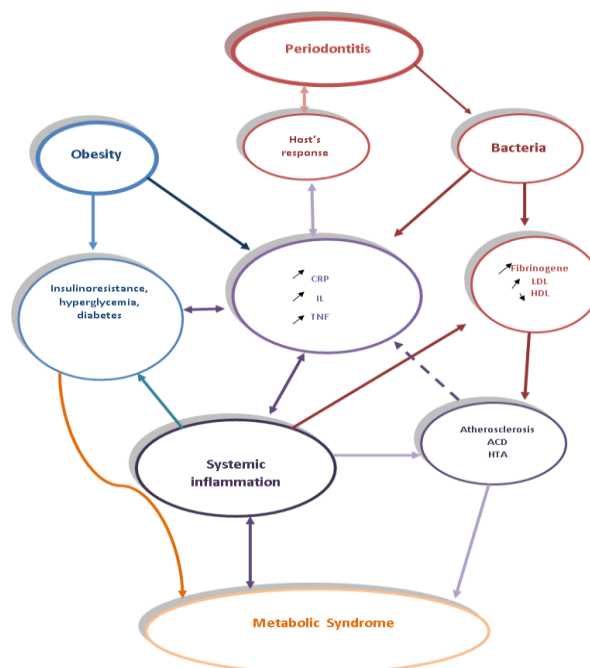 Periodontitis
Host's
response
Obesity
Bacteria
Insulinoresistance,
hyperglycemia,
diabetes
CRP
IL
TNF
Fibrinogene
LDL
HDL
Systemic
inflammation
Atherosclerosis
ACD
HTA
Metabolic Syndrome